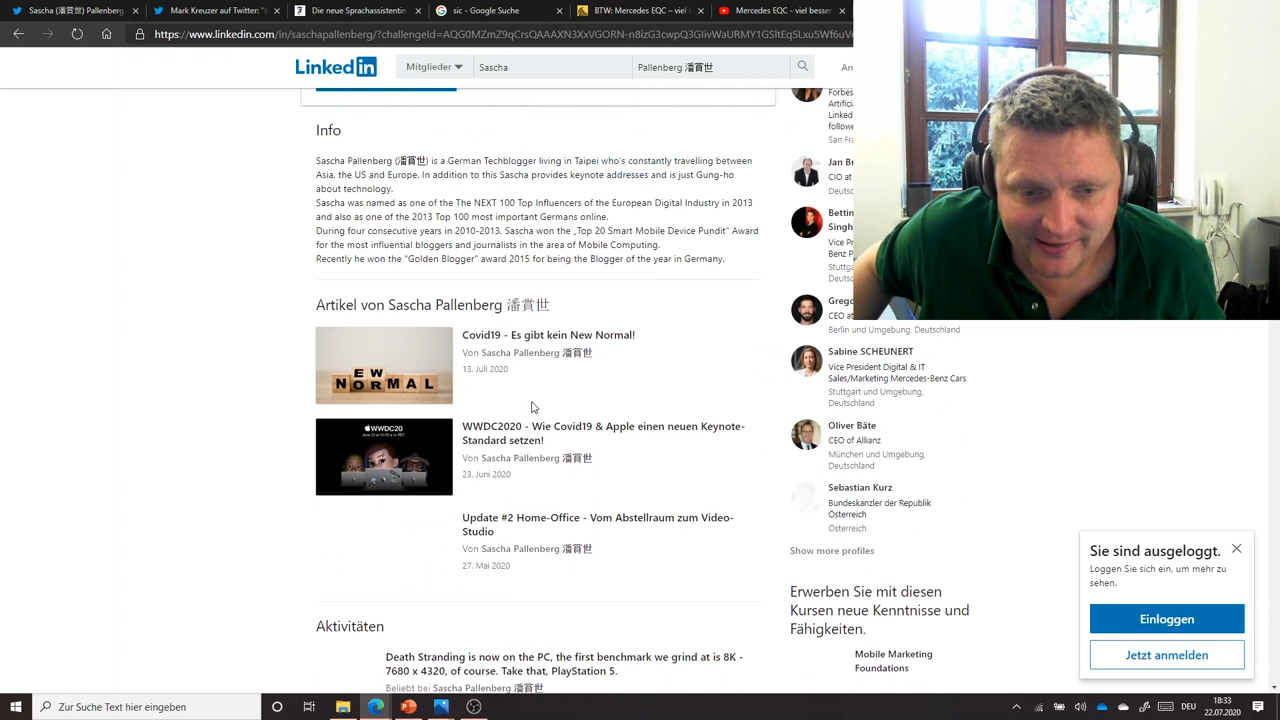 Sascha (潘賞世) Pallenberg
Mark Kreuzer auf Twitter: "
Die neue Sprachassistentin
sic - Google Suche
BTW: Mercedes EQC – viel
Mercedes EQC - viel besser
Linkedin
Mitglieder
Sascha
Pallenberg 潘賞世
An
Info
Sascha Pallenberg (潘賞世) is a German Techblogger living in Taipei who's constantly travelling between
Asia, the US and Europe. In addition to this Sascha provides keynote addresses and is just Gung-ho
about technology.
Sascha was named as one of the The NEXT 100 Top Influencers of the European Digital Industry in 2013
and also as one of the 2013 Top 100 most important Germans online.
During four consecutive years in 2010-2013, Sascha won the „Top 20 Smart Mobile Device Pundit“ Award
for the most influential bloggers and journalists in the area of Mobile Computing.
Recently he won the "Golden Blogger" award 2015 for being the Blogger of the year in Germany.
Artikel von Sascha Pallenberg 潘賞世
NEW
NORMAL
Covid19 - Es gibt kein New Normal!
Von Sascha Pallenberg 潘賞世
13. Juli 2020
WWDC20
WWDC2020 - Wie Covid19 & Apple einen neuen Keynote-
Standard setzen!
Von Sascha Pallenberg 潘賞世
23. Juni 2020
Update #2 Home-Office - Vom Abstellraum zum Video-
Studio
Von Sascha Pallenberg 潘賞世
27. Mai 2020
Aktivitäten
Death Stranding is now on the PC, the first benchmark we grind at is 8K -
7680 x 4320, of course. Take that, PlayStation 5.
Beliebt bei Sascha Pallenberg 潘賞世
Forbes
Artific
Linked
followe
San Fra
Jan Br
CIO at
Deutsc
Bettin
Singh
Vice Pr
Benz P
Stuttga
Deutsc
Grego
CEO at
Berlin und Umgebung, Deutschland
Sabine SCHEUNERT
Vice President Digital & IT
Sales/Marketing Mercedes-Benz Cars
Stuttgart und Umgebung,
Deutschland
Oliver Bäte
CEO of Allianz
München und Umgebung,
Deutschland
Sebastian Kurz
Bundeskanzler der Republik
Österreich
Österreich
Show more profiles
Erwerben Sie mit diesen
Kursen neue Kenntnisse und
Fähigkeiten.
Mobile Marketing
Foundations
Sie sind ausgeloggt.
Loggen Sie sich ein, um mehr zu
sehen.
Einloggen
Jetzt anmelden
Zur Suche Text hier eingeben
DEU
18:33
22.07.2020